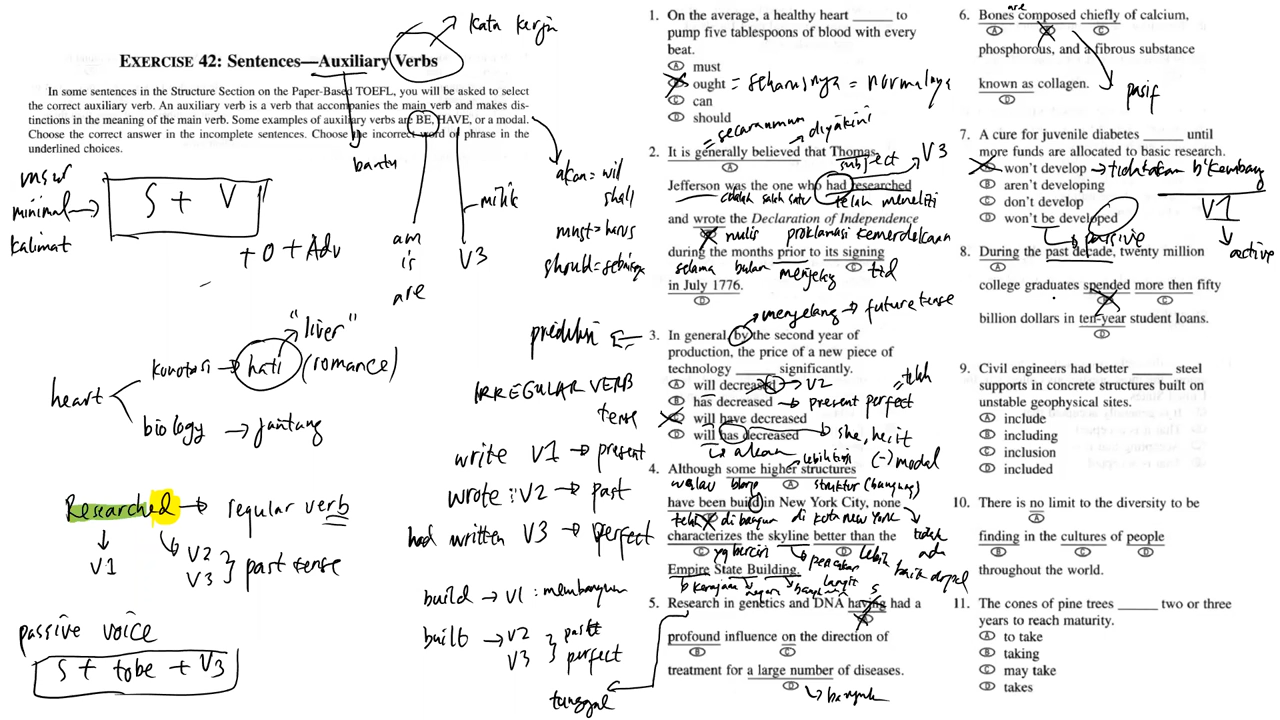 → kata kerja
EXERCISE 42: Sentences—Auxiliary Verbs
In some sentences in the Structure Section on the Paper-Based TOEFL, you will be asked to select
the correct auxiliary verb. An auxiliary verb is a verb that accompanies the main verb and makes dis-
tinctions in the meaning of the main verb. Some examples of auxiliary verbs are BE, HAVE, or a modal.
Choose the correct answer in the incomplete sentences. Choose the incorrect word or phrase in the
underlined choices.
bantu
unsur
minimal →
kalimat
S + V
+ O + Adv
am
is
are
milik
V3
akan = will
shall
must = harus
should =
"liver"
heart
konotasi → hati (romance)
biology → jantung
Researched → regular verb
V1
V2
V3 } past tense
passive voice
S + tobe + V3
prediksi
IRREGULAR VERB
tense
write V1 → present
wrote : V2 → past
had written V3 → perfect
build → V1 : membangun
built → V2 } past
V3 } perfect
tunggal
1. On the average, a healthy heart ______ to
pump five tablespoons of blood with every
beat.
Ⓐ must
Ⓑ ought = seharusnya = normalnya
Ⓒ can
Ⓓ should
= secara umum → diyakini
2. It is generally believed that Thomas
Ⓐ
subject → V3
Jefferson was the one who had researched
adalah salah satu telah meneliti
and wrote the Declaration of Independence
Ⓑ nulis proklamasi kemerdekaan
during the months prior to its signing
Ⓒ
selama bulan menjelang ttd
in July 1776.
Ⓓ
menjelang → future tense
3. In general, by the second year of
production, the price of a new piece of
technology ______ significantly.
Ⓐ will decreased → V2
= telah
Ⓑ has decreased → present perfect
Ⓒ will have decreased
Ⓓ will has decreased → she, he, it
↳ akan (-) modal
lebih tinggi
4. Although some higher structures
Ⓐ struktur (bangunan)
have been build in New York City, none
Ⓑ
telah dibangun di kota new York
tidak
ada
characterizes the skyline better than the
Ⓒ Ⓓ
yg berciri pencakar langit lebih baik
Empire State Building.
negara
5. Research in genetics and DNA having had a
Ⓐ
profound influence on the direction of
Ⓑ Ⓒ
treatment for a large number of diseases.
Ⓓ → banyak
are
6. Bones composed chiefly of calcium,
Ⓐ Ⓑ Ⓒ
phosphorous, and a fibrous substance
known as collagen.
Ⓓ
pasif
7. A cure for juvenile diabetes ______ until
more funds are allocated to basic research.
Ⓐ won't develop → tidak akan b'kembang
Ⓑ aren't developing
Ⓒ don't develop
Ⓓ won't be developed
→ passive
V1
↓
active
8. During the past decade, twenty million
Ⓐ
college graduates spended more then fifty
Ⓑ Ⓒ
billion dollars in ten-year student loans.
Ⓓ
9. Civil engineers had better ______ steel
supports in concrete structures built on
unstable geophysical sites.
Ⓐ include
Ⓑ including
Ⓒ inclusion
Ⓓ included
10. There is no limit to the diversity to be
Ⓐ
finding in the cultures of people
Ⓑ Ⓒ Ⓓ
throughout the world.
11. The cones of pine trees ______ two or three
years to reach maturity.
Ⓐ to take
Ⓑ taking
Ⓒ may take
Ⓓ takes